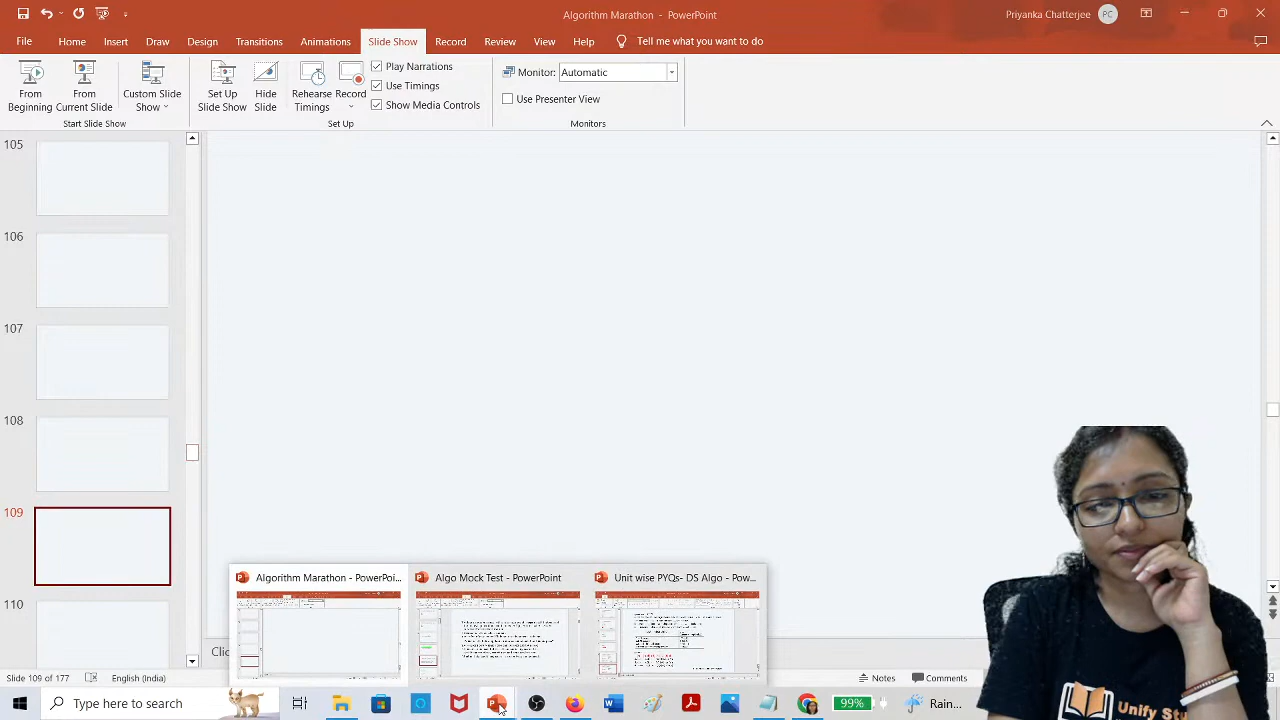 Algorithm Marathon - PowerPoint
Priyanka Chatterjee PC
File Home Insert Draw Design Transitions Animations Slide Show Record Review View Help Tell me what you want to do
From Beginning
From Current Slide
Custom Slide Show
Set Up Slide Show
Hide Slide
Rehearse Timings
Record
Play Narrations
Use Timings
Show Media Controls
Monitor: Automatic
Use Presenter View
Start Slide Show
Set Up
Monitors
105
106
107
108
109
110
Algorithm Marathon - PowerPoi...
Algo Mock Test - PowerPoint
Unit wise PYQs- DS Algo - Pow...
Clic
Slide 109 of 177 English (India) Notes Comments
Type here to search
99%
Rain...
Unify Stu